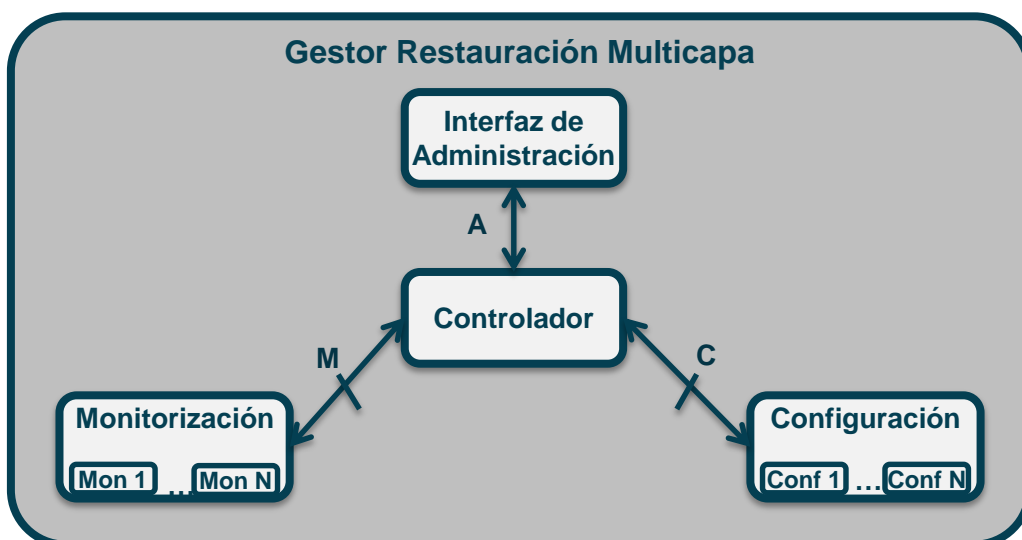 Gestor Restauración Multicapa
Interfaz de
Administración
A
Controlador
M
C
Monitorización
Mon 1 ... Mon N
Configuración
Conf 1 ... Conf N